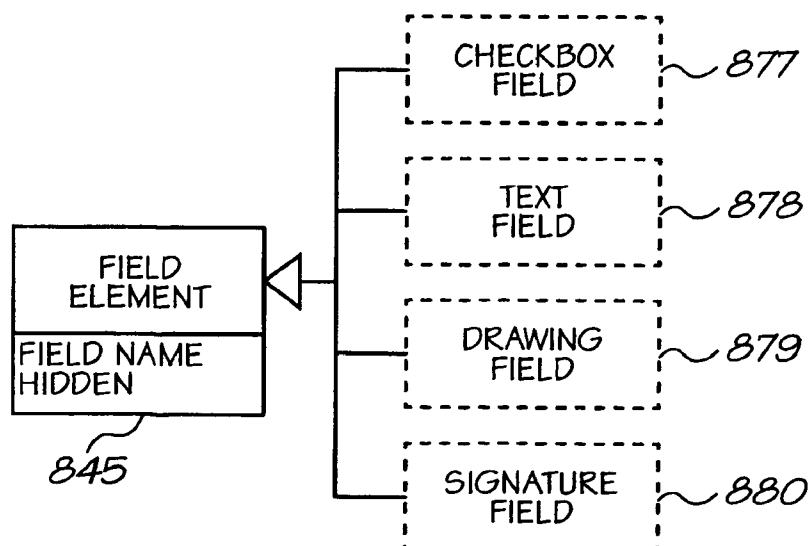 CHECKBOX
FIELD
877
TEXT
FIELD
878
FIELD
ELEMENT
FIELD NAME
HIDDEN
845
DRAWING
FIELD
879
SIGNATURE
FIELD
880